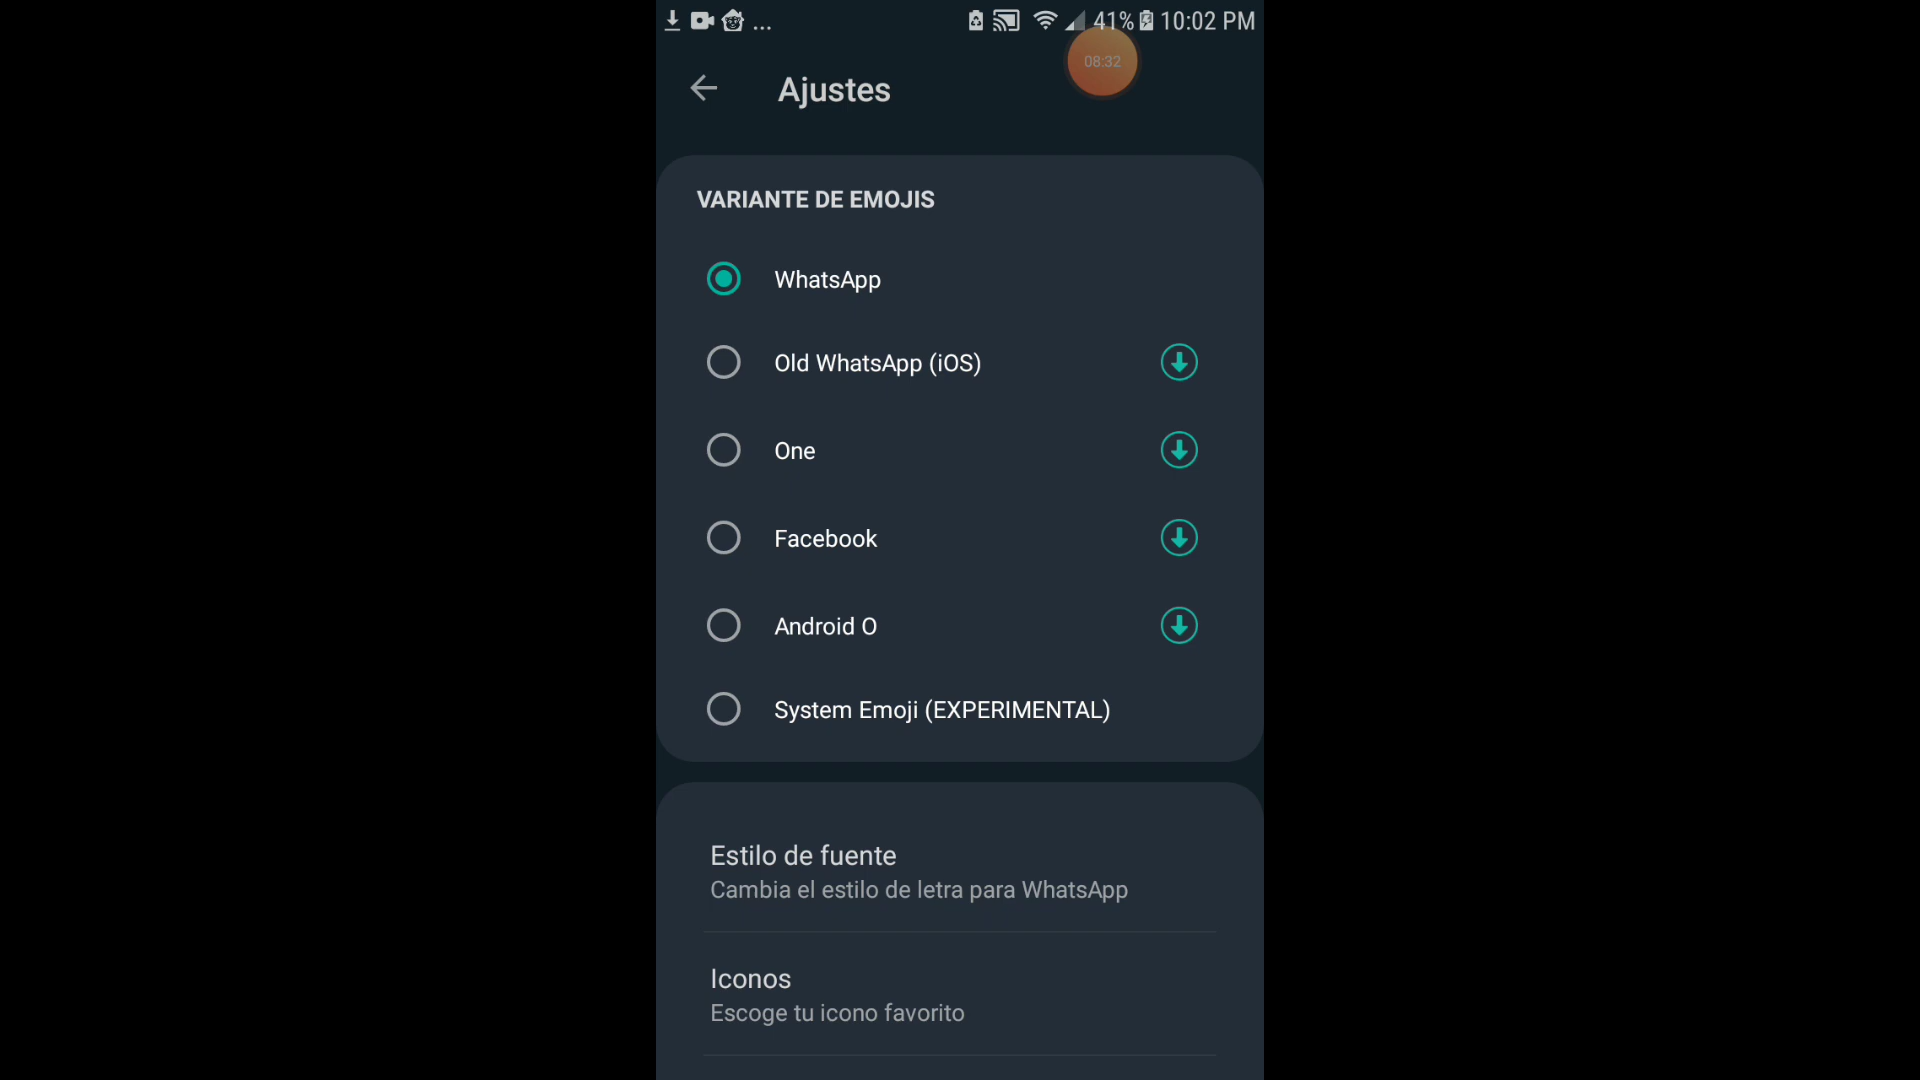 ... 41% 10:02 PM
08:32
Ajustes
VARIANTE DE EMOJIS
WhatsApp
Old WhatsApp (iOS)
One
Facebook
Android O
System Emoji (EXPERIMENTAL)
Estilo de fuente
Cambia el estilo de letra para WhatsApp
Iconos
Escoge tu icono favorito